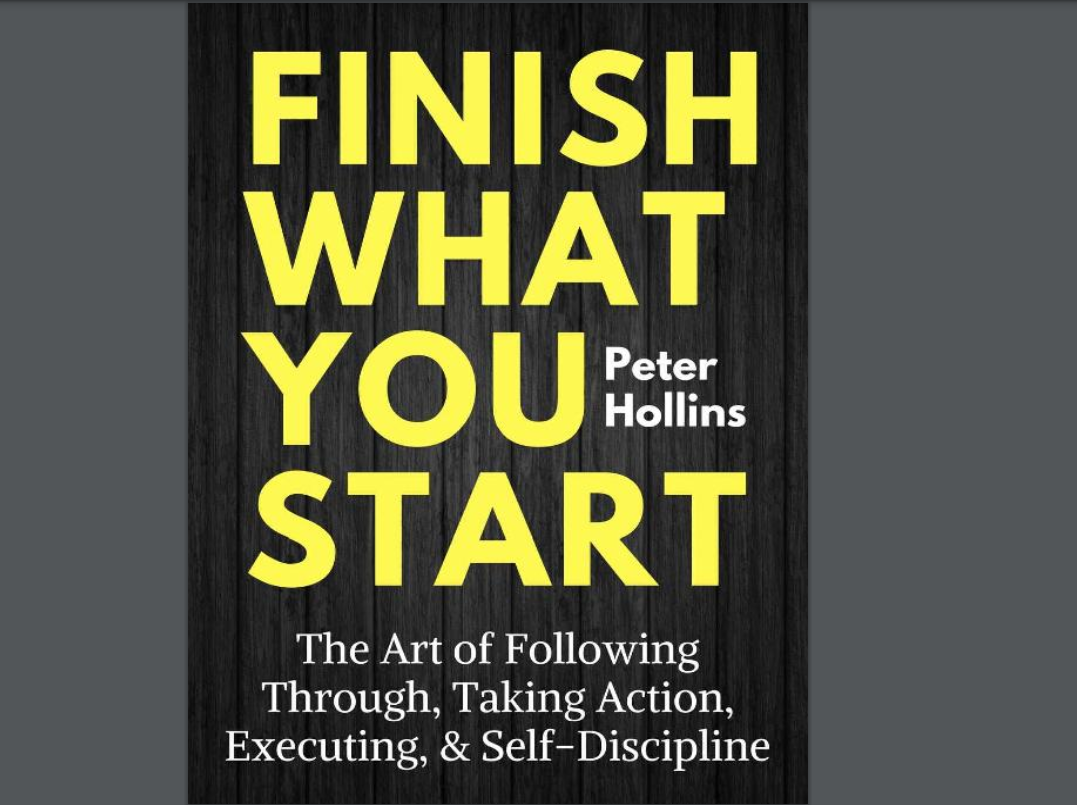 FINISH
WHAT
YOU
Peter
Hollins
START
The Art of Following
Through, Taking Action,
Executing, & Self-Discipline